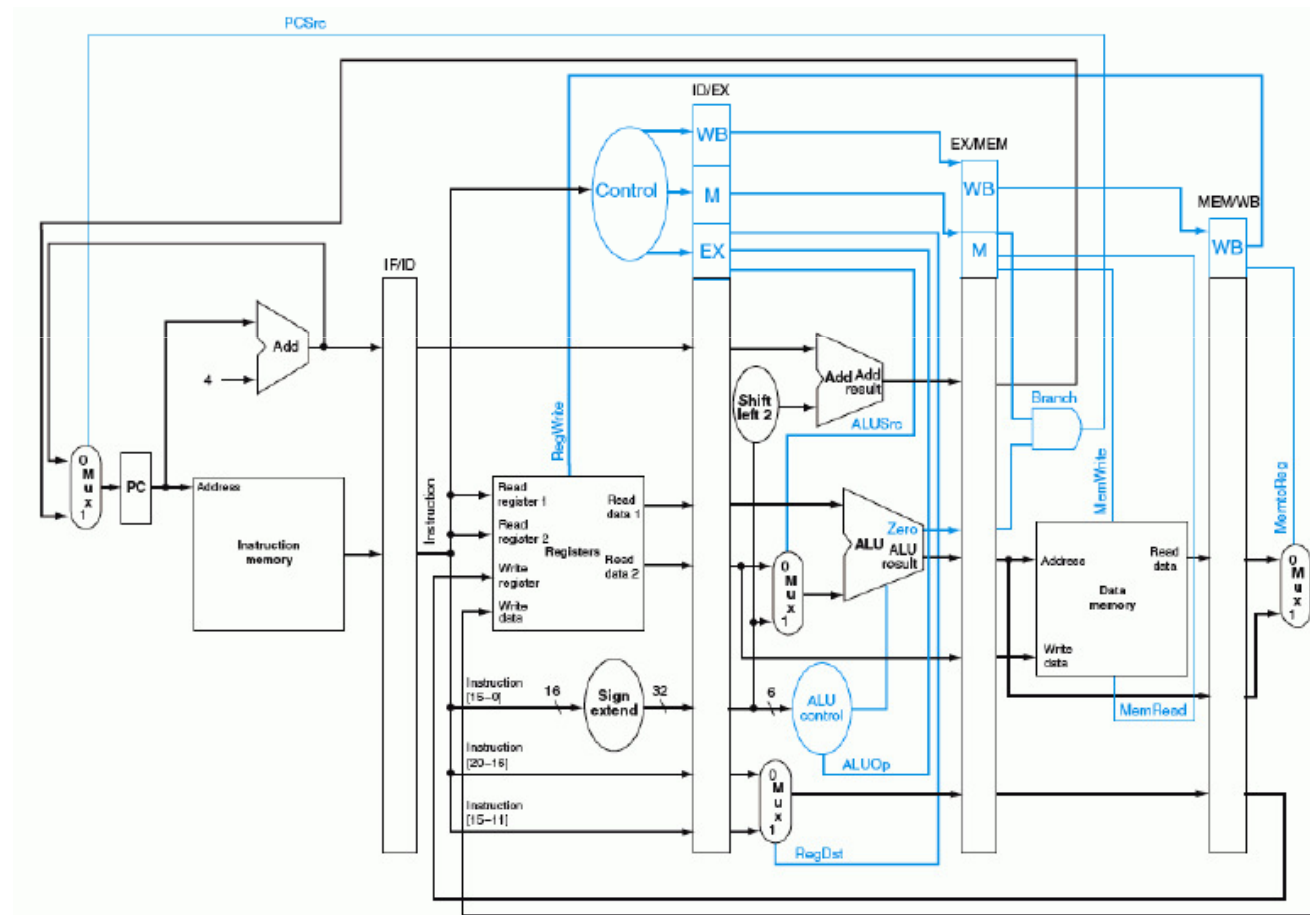 PCSrc
ID/EX
WB
EX/MEM
Control
M
WB
MEM/WB
EX
M
WB
IF/ID
Add
4
Add
Add
result
Shift
left 2
Branch
RegWrite
ALUSrc
MemWrite
MemtoReg
0
M
u
x
1
PC
Address
Instruction
memory
Instruction
Read
register 1
Read
register 2
Write
register
Write
data
Registers
Read
data 1
Read
data 2
0
M
u
x
1
Zero
ALU
ALU
result
Address
Read
data
Data
memory
Write
data
0
M
u
x
1
Instruction
[15–0]
16
Sign
extend
32
6
ALU
control
MemRead
Instruction
[20–16]
ALUOp
0
M
u
x
1
Instruction
[15–11]
RegDst